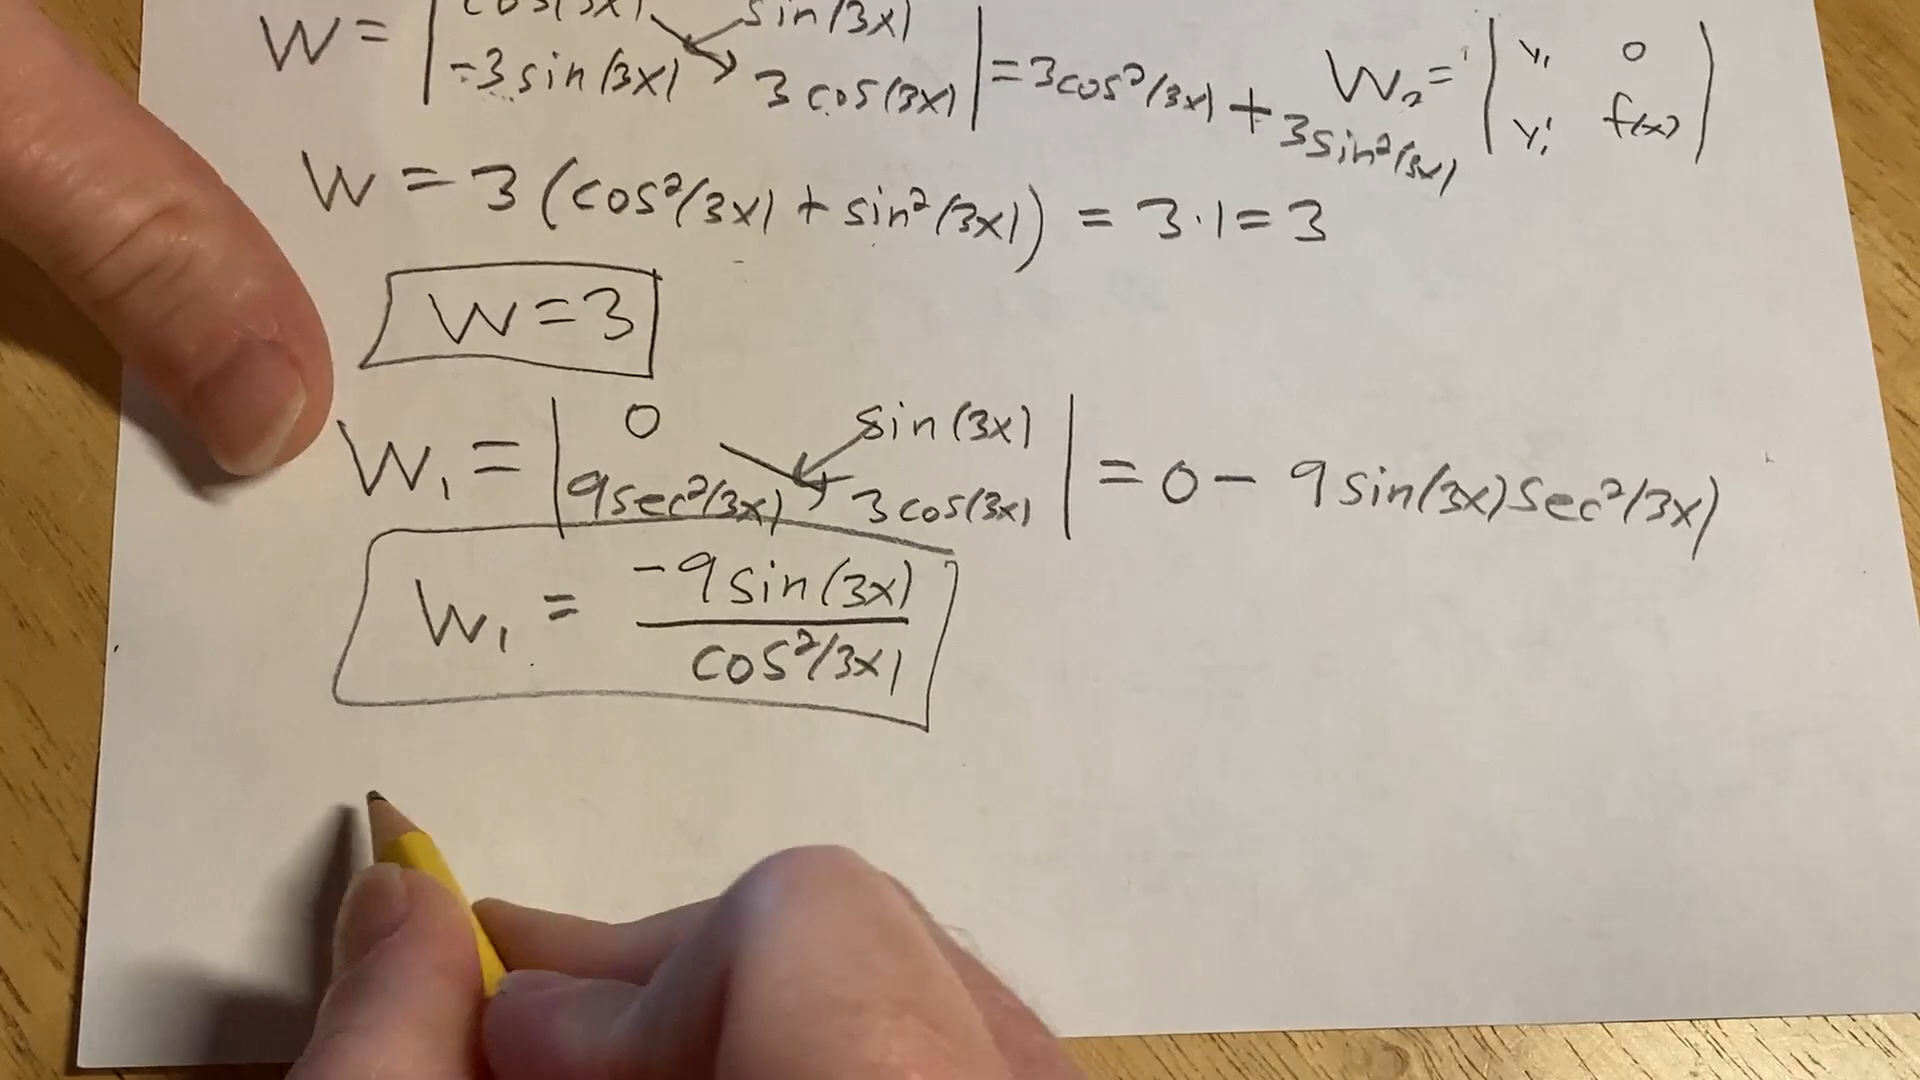 W = | cos(3x) sin(3x) |
| -3sin(3x) 3cos(3x) | = 3cos²(3x) + 3sin²(3x)
W₂ = | y₁ 0 |
| y₁' f(x) |
W = 3(cos²(3x) + sin²(3x)) = 3·1 = 3
W = 3
W₁ = | 0 sin(3x) |
| 9sec²(3x) 3cos(3x) | = 0 - 9sin(3x)sec²(3x)
W₁ = -9sin(3x)
cos²(3x)